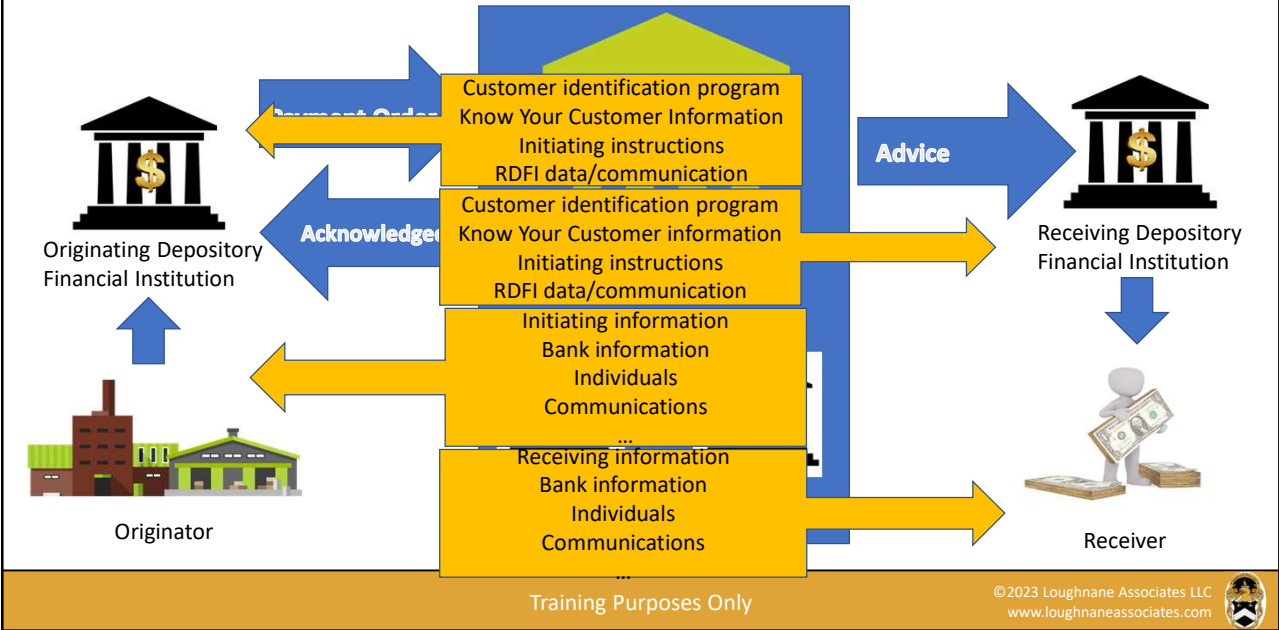 Payment Order
Customer identification program
Know Your Customer Information
Initiating instructions
RDFI data/communication
Advice
Acknowledged
Customer identification program
Know Your Customer information
Initiating instructions
RDFI data/communication
Originating Depository
Financial Institution
Receiving Depository
Financial Institution
Initiating information
Bank information
Individuals
Communications
...
Receiving information
Bank information
Individuals
Communications
...
Originator
Receiver
Training Purposes Only
©2023 Loughnane Associates LLC
www.loughnaneassociates.com